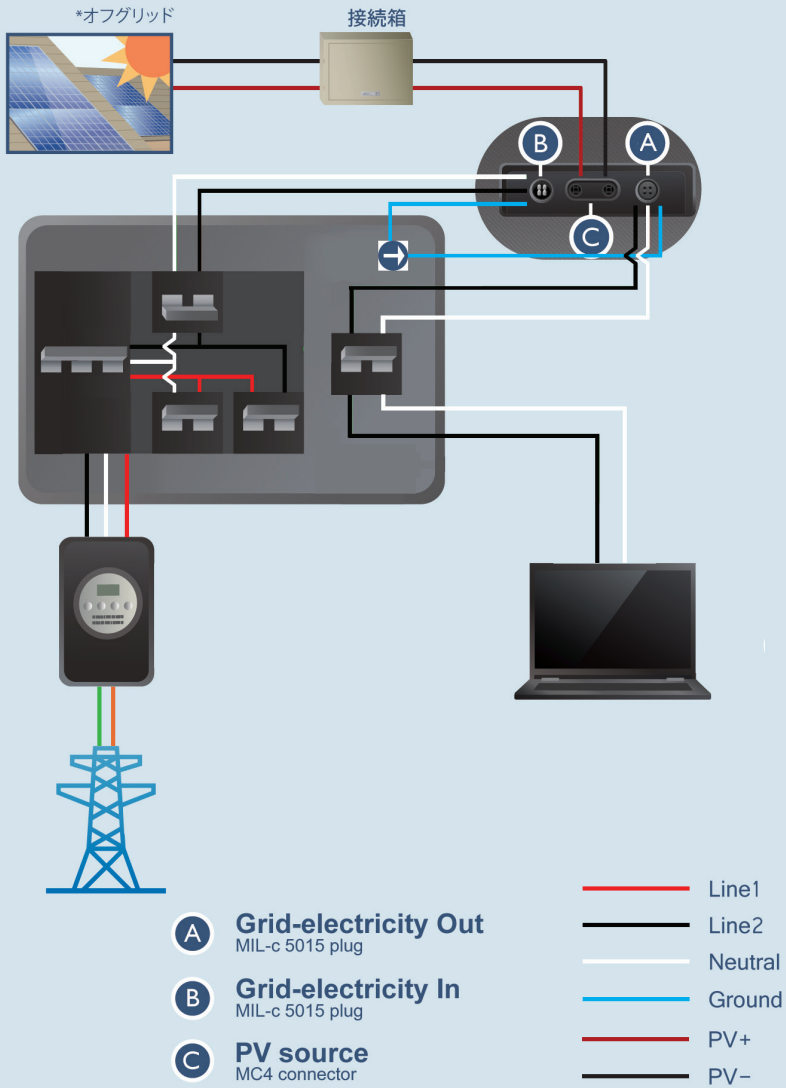 *オフグリッド
接続箱
B
A
C
A
Grid-electricity Out
MIL-c 5015 plug
B
Grid-electricity In
MIL-c 5015 plug
C
PV source
MC4 connector
Line1
Line2
Neutral
Ground
PV+
PV−